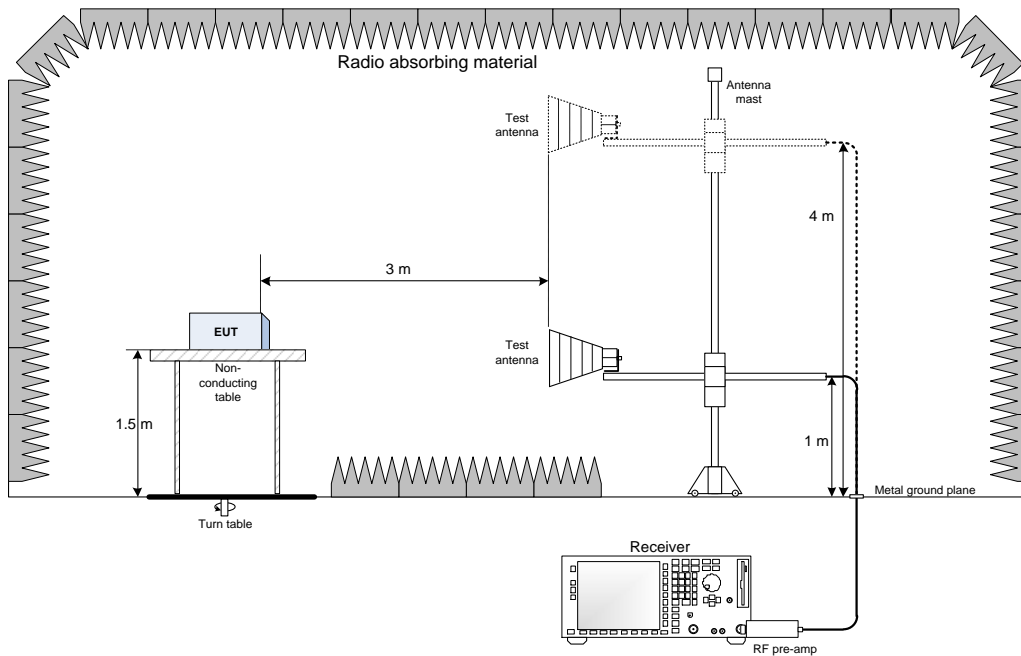 Radio absorbing material
Antenna
mast
Test
antenna
4 m
3 m
EUT
Test
antenna
Non-
conducting
table
1.5 m
1 m
Metal ground plane
Turn table
Receiver
RF pre-amp